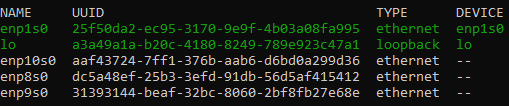 NAME UUID TYPE DEVICE
enp1s0 25f50da2-ec95-3170-9e9f-4b03a08fa995 ethernet enp1s0
lo a3a49a1a-b20c-4180-8249-789e923c47a1 loopback lo
enp10s0 aaf43724-7ff1-376b-aab6-d6bd0a299d36 ethernet --
enp8s0 dc5a48ef-25b3-3efd-91db-56d5af415412 ethernet --
enp9s0 31393144-beaf-32bc-8060-2bf8fb27e68e ethernet --